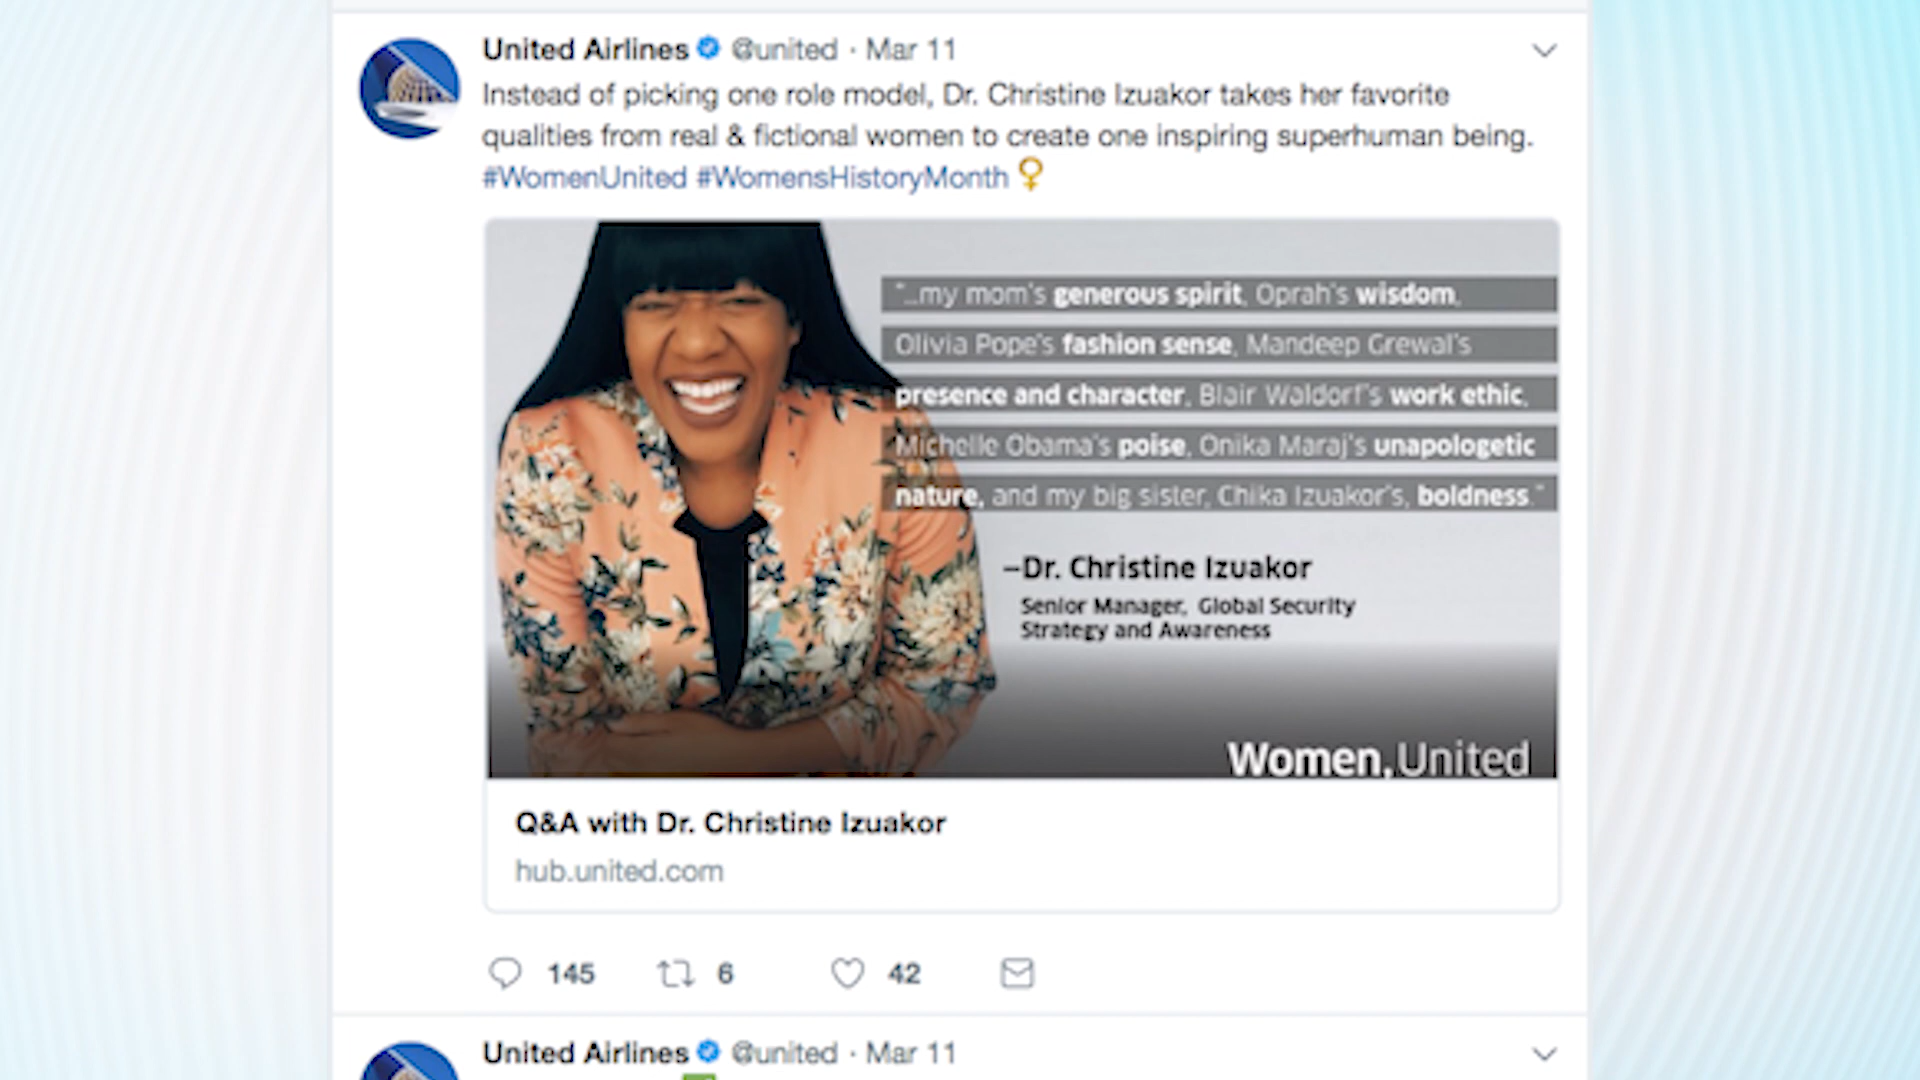 United Airlines @united · Mar 11
Instead of picking one role model, Dr. Christine Izuakor takes her favorite
qualities from real & fictional women to create one inspiring superhuman being.
#WomenUnited #WomensHistoryMonth
"...my mom's generous spirit, Oprah's wisdom,
Olivia Pope's fashion sense, Mandeep Grewal's
presence and character, Blair Waldorf's work ethic,
Michelle Obama's poise, Onika Maraj's unapologetic
nature, and my big sister, Chika Izuakor's, boldness."
–Dr. Christine Izuakor
Senior Manager, Global Security
Strategy and Awareness
Women,United
Q&A with Dr. Christine Izuakor
hub.united.com
145 6 42
United Airlines @united · Mar 11